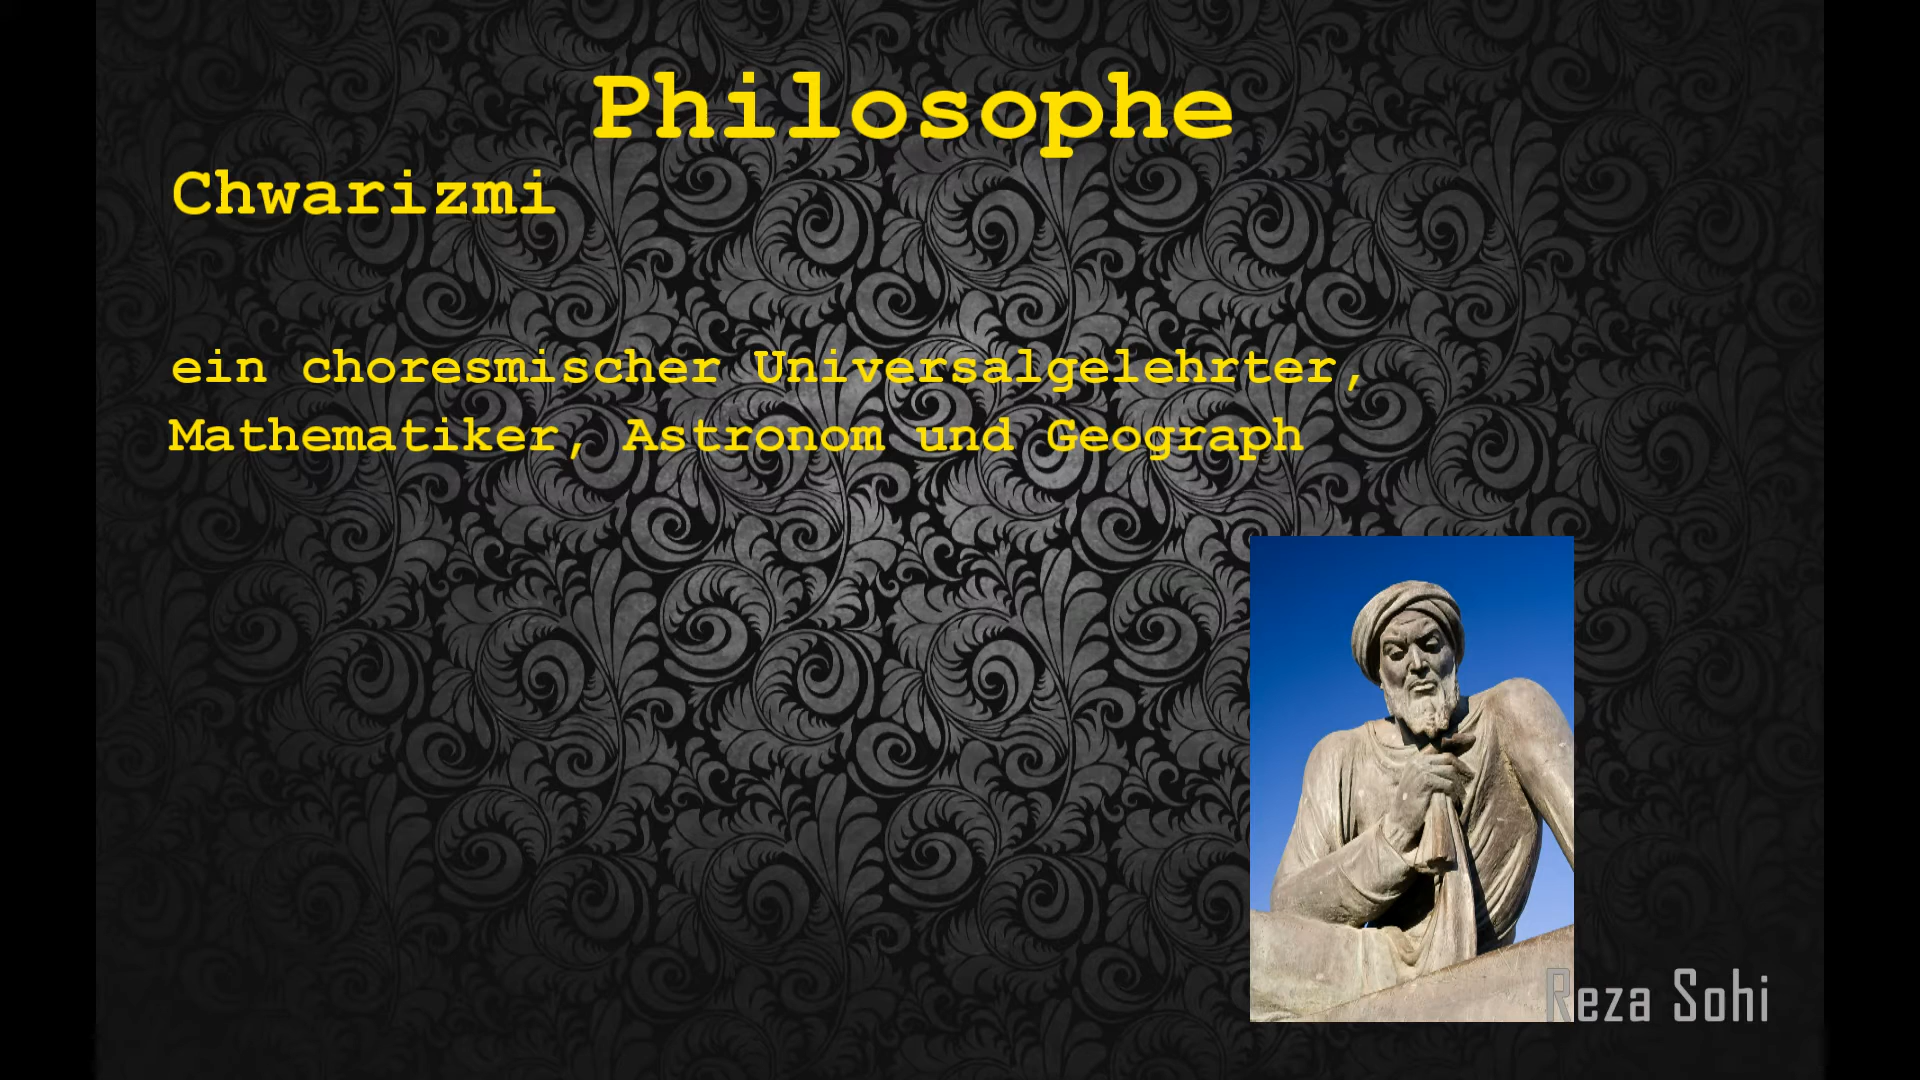 Philosophe
Chwarizmi
ein choresmischer Universalgelehrter,
Mathematiker, Astronom und Geograph
Reza Sohi